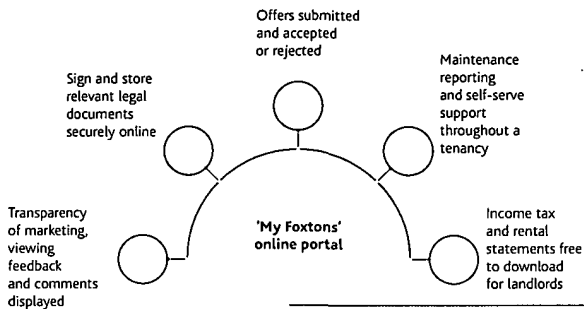 Offers submitted
and accepted
or rejected
Sign and store
relevant legal
documents
securely online
Maintenance
reporting
and self-serve
support
throughout a
tenancy
Transparency
of marketing,
viewing
feedback
and comments
displayed
'My Foxtons'
online portal
Income tax
and rental
statements free
to download
for landlords